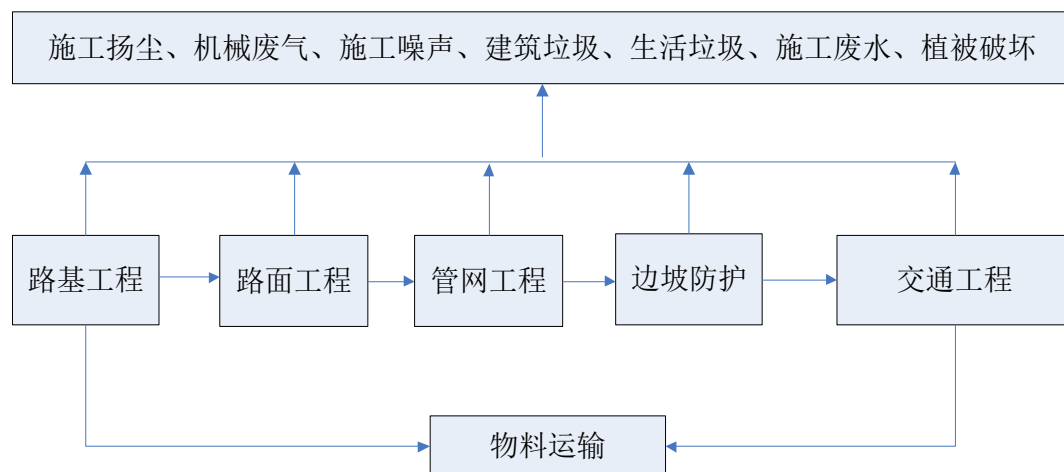 施工扬尘、机械废气、施工噪声、建筑垃圾、生活垃圾、施工废水、植被破坏
路基工程
路面工程
管网工程
边坡防护
交通工程
物料运输